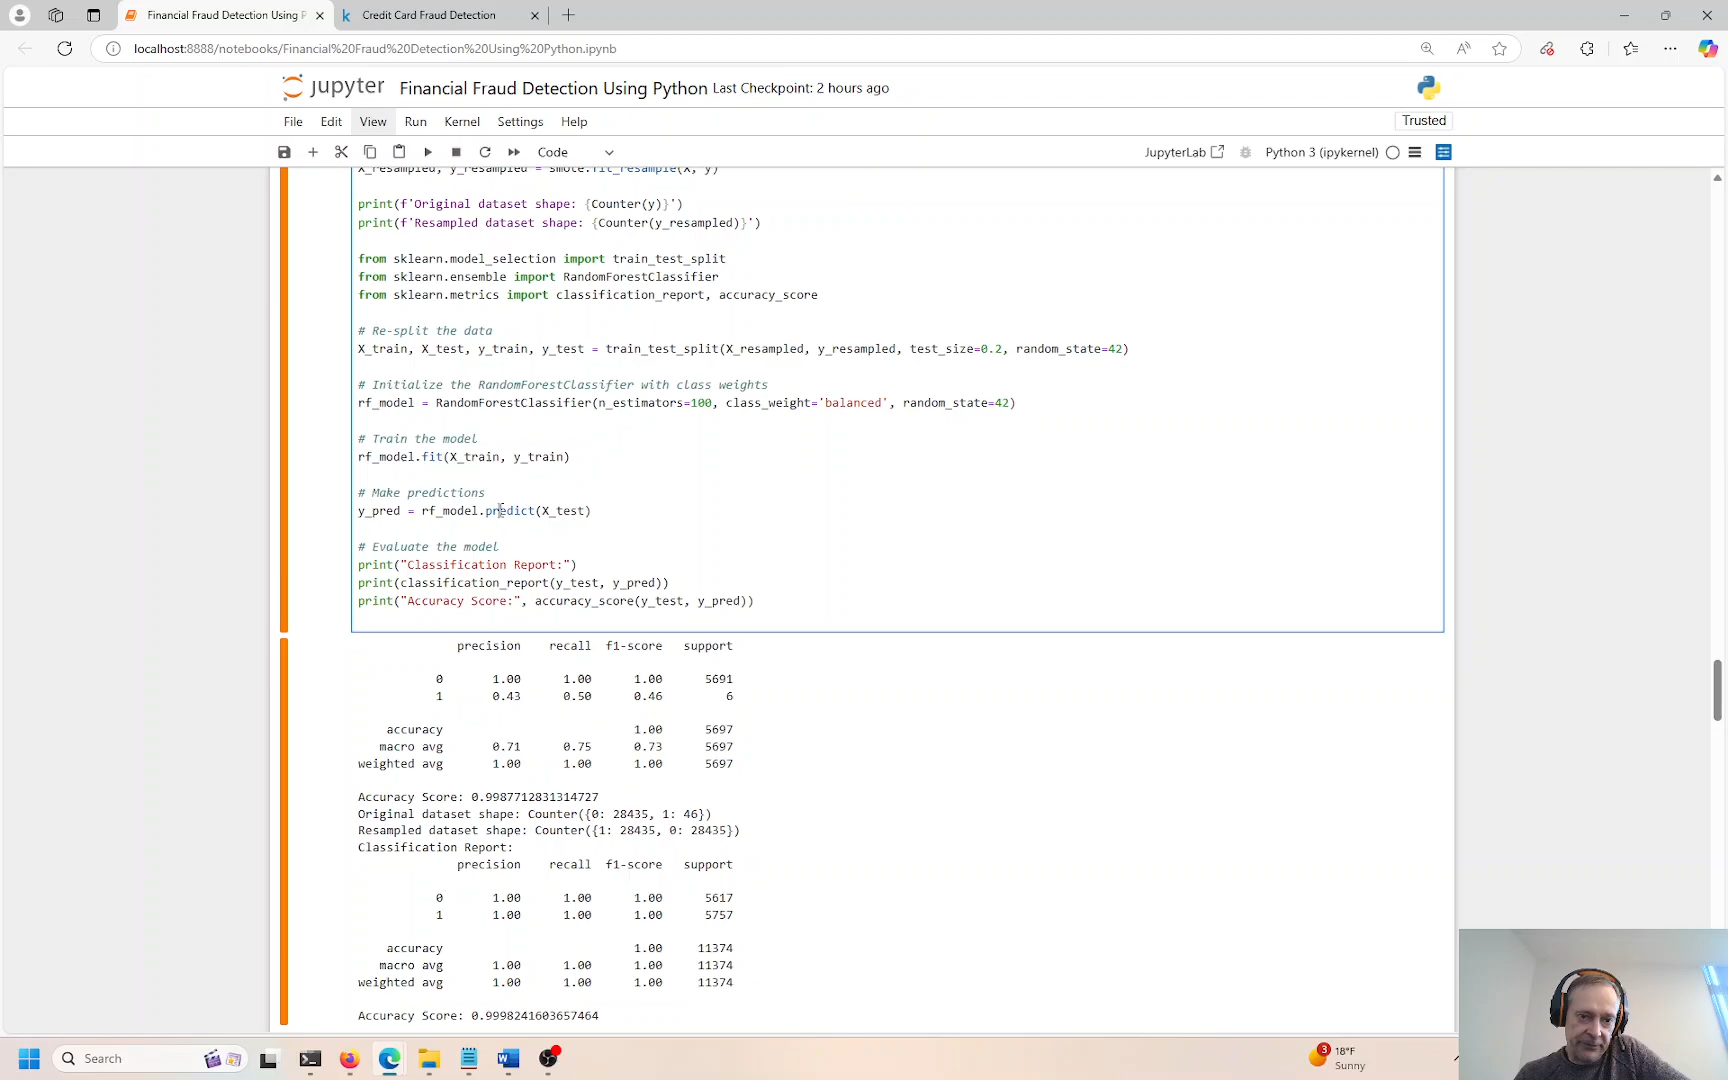 Financial Fraud Detection Using P
Credit Card Fraud Detection
localhost:8888/notebooks/Financial%20Fraud%20Detection%20Using%20Python.ipynb
jupyter Financial Fraud Detection Using Python Last Checkpoint: 2 hours ago
File Edit View Run Kernel Settings Help
Trusted
Code
JupyterLab
Python 3 (ipykernel)
X_resampled, y_resampled = smote.fit_resample(X, y)
print(f'Original dataset shape: {Counter(y)}')
print(f'Resampled dataset shape: {Counter(y_resampled)}')
from sklearn.model_selection import train_test_split
from sklearn.ensemble import RandomForestClassifier
from sklearn.metrics import classification_report, accuracy_score
# Re-split the data
X_train, X_test, y_train, y_test = train_test_split(X_resampled, y_resampled, test_size=0.2, random_state=42)
# Initialize the RandomForestClassifier with class weights
rf_model = RandomForestClassifier(n_estimators=100, class_weight='balanced', random_state=42)
# Train the model
rf_model.fit(X_train, y_train)
# Make predictions
y_pred = rf_model.predict(X_test)
# Evaluate the model
print("Classification Report:")
print(classification_report(y_test, y_pred))
print("Accuracy Score:", accuracy_score(y_test, y_pred))
precision recall f1-score support
0 1.00 1.00 1.00 5691
1 0.43 0.50 0.46 6
accuracy 1.00 5697
macro avg 0.71 0.75 0.73 5697
weighted avg 1.00 1.00 1.00 5697
Accuracy Score: 0.9987712831314727
Original dataset shape: Counter({0: 28435, 1: 46})
Resampled dataset shape: Counter({1: 28435, 0: 28435})
Classification Report:
precision recall f1-score support
0 1.00 1.00 1.00 5617
1 1.00 1.00 1.00 5757
accuracy 1.00 11374
macro avg 1.00 1.00 1.00 11374
weighted avg 1.00 1.00 1.00 11374
Accuracy Score: 0.9998241603657464
Search
3
18°F
Sunny